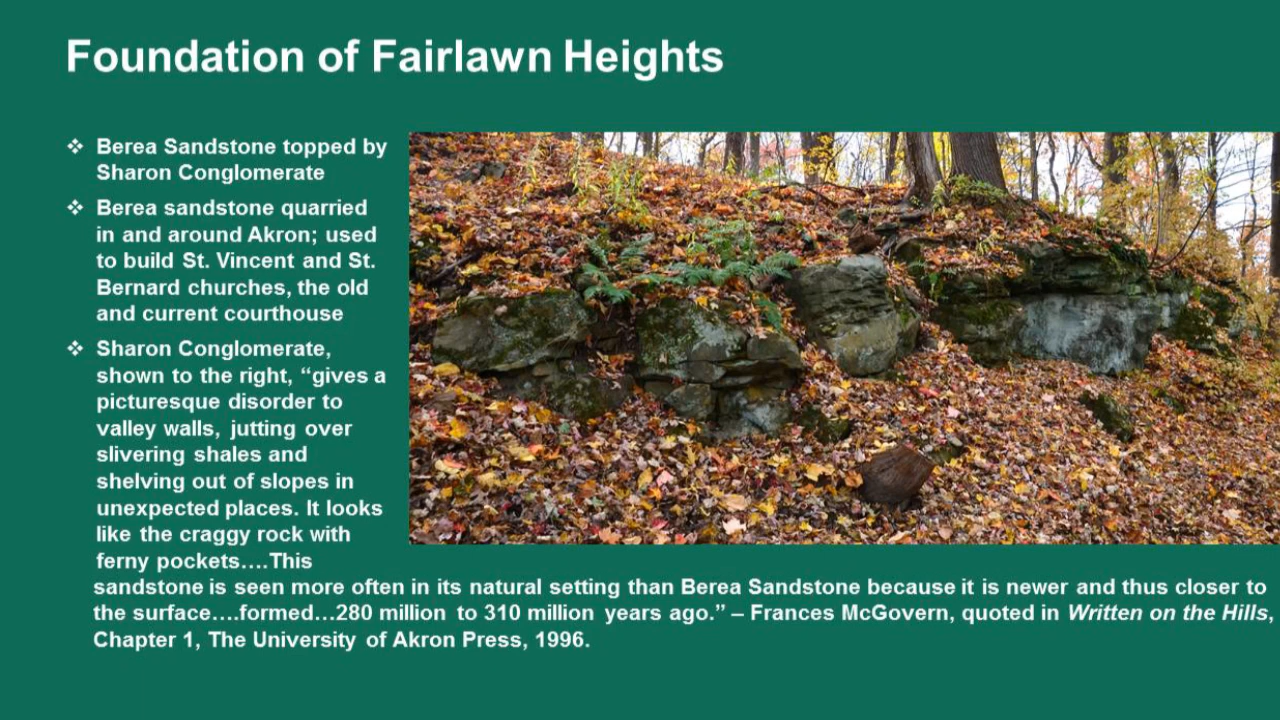 Foundation of Fairlawn Heights
❖ Berea Sandstone topped by
Sharon Conglomerate
❖ Berea sandstone quarried
in and around Akron; used
to build St. Vincent and St.
Bernard churches, the old
and current courthouse
❖ Sharon Conglomerate,
shown to the right, “gives a
picturesque disorder to
valley walls, jutting over
slivering shales and
shelving out of slopes in
unexpected places. It looks
like the craggy rock with
ferny pockets….This
sandstone is seen more often in its natural setting than Berea Sandstone because it is newer and thus closer to
the surface….formed…280 million to 310 million years ago.” – Frances McGovern, quoted in Written on the Hills,
Chapter 1, The University of Akron Press, 1996.